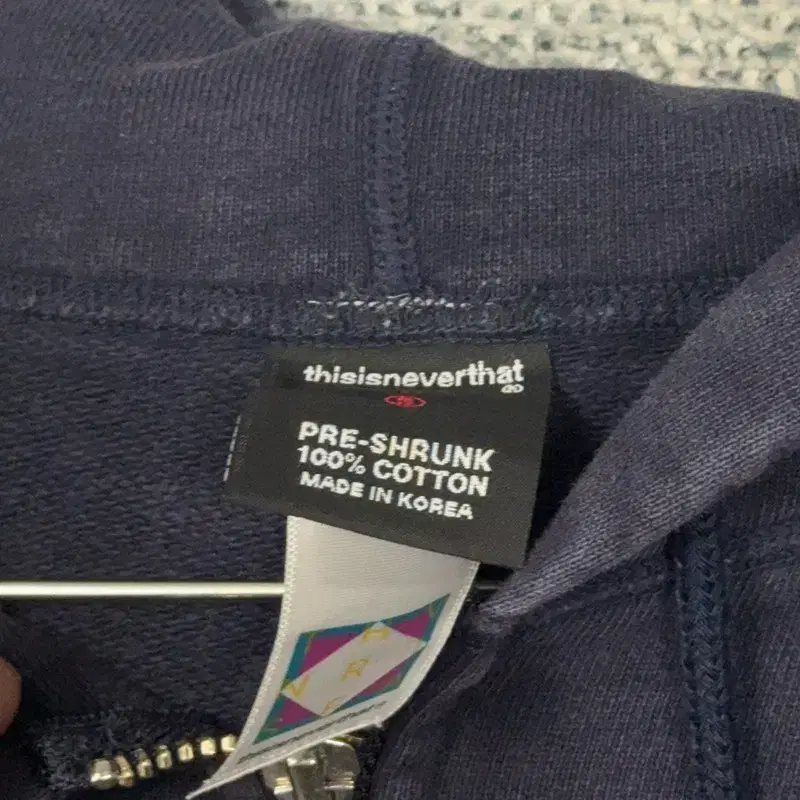 thisisneverthat
PRE-SHRUNK
100% COTTON
MADE IN KOREA